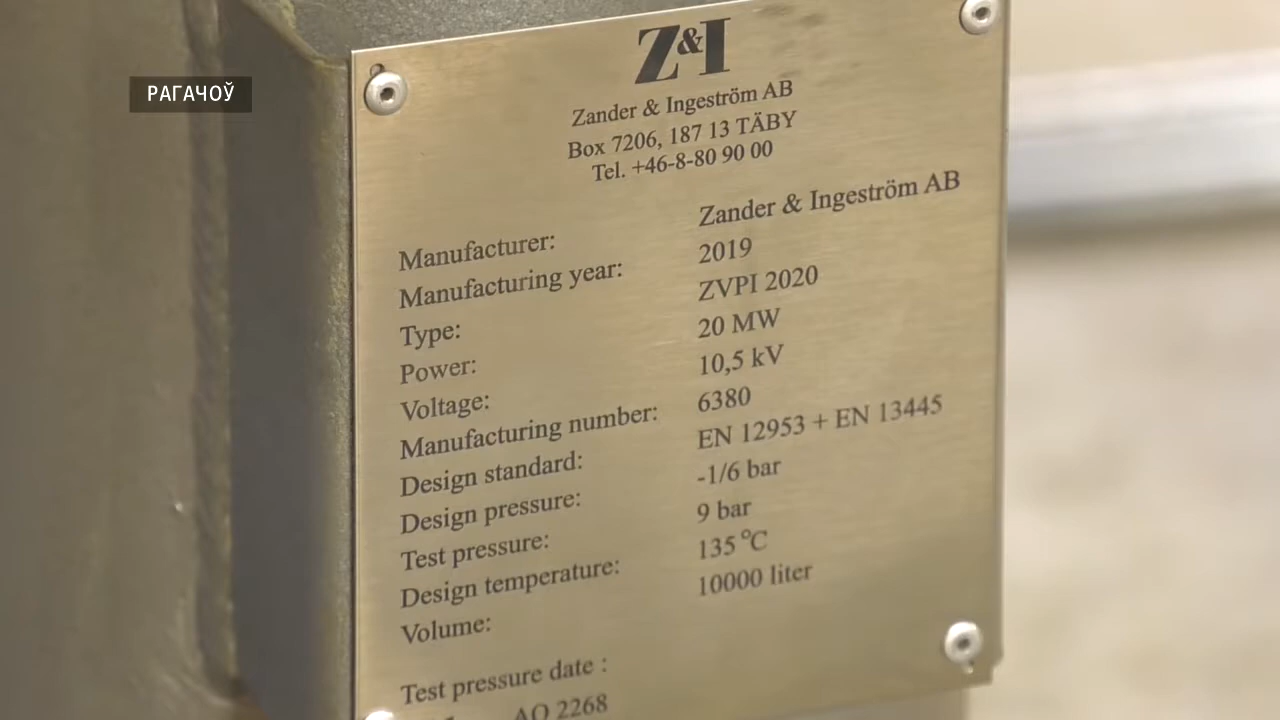 РАГАЧОЎ
Z&I
Zander & Ingeström AB
Box 7206, 187 13 TÄBY
Tel. +46-8-80 90 00
Manufacturer: Zander & Ingeström AB
Manufacturing year: 2019
Type: ZVPI 2020
Power: 20 MW
Voltage: 10,5 kV
Manufacturing number: 6380
Design standard: EN 12953 + EN 13445
Design pressure: -1/6 bar
Test pressure: 9 bar
Design temperature: 135 °C
Volume: 10000 liter
Test pressure date :
AO 2268